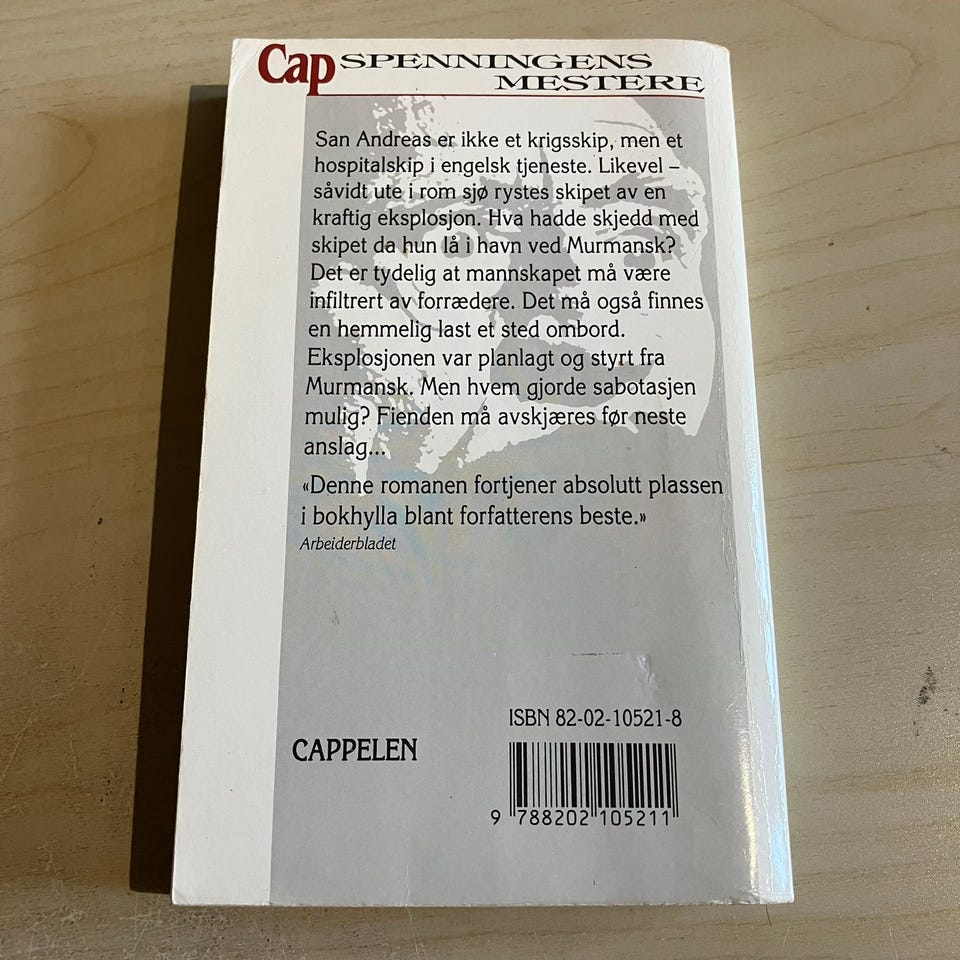 Cap SPENNINGENS
MESTERE
San Andreas er ikke et krigsskip, men et
hospitalskip i engelsk tjeneste. Likevel –
såvidt ute i rom sjø rystes skipet av en
kraftig eksplosjon. Hva hadde skjedd med
skipet da hun lå i havn ved Murmansk?
Det er tydelig at mannskapet må være
infiltrert av forrædere. Det må også finnes
en hemmelig last et sted ombord.
Eksplosjonen var planlagt og styrt fra
Murmansk. Men hvem gjorde sabotasjen
mulig? Fienden må avskjæres før neste
anslag...
«Denne romanen fortjener absolutt plassen
i bokhylla blant forfatterens beste.»
Arbeiderbladet
ISBN 82-02-10521-8
CAPPELEN
9 788202 105211